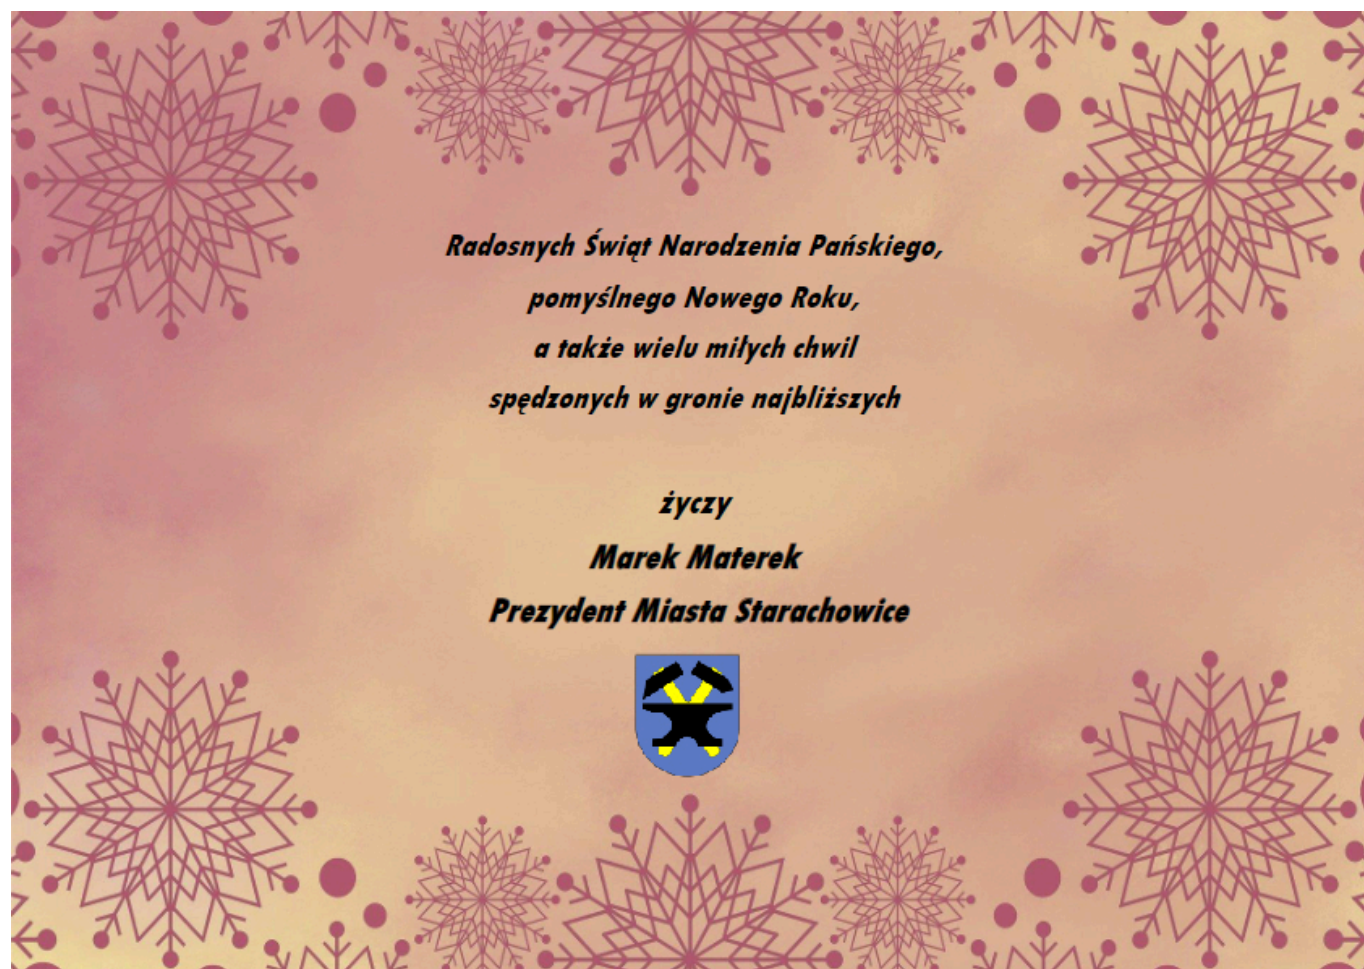 Radosnych Świąt Narodzenia Pańskiego,
pomyślnego Nowego Roku,
a także wielu miłych chwil
spędzonych w gronie najbliższych
życzy
Marek Materek
Prezydent Miasta Starachowice